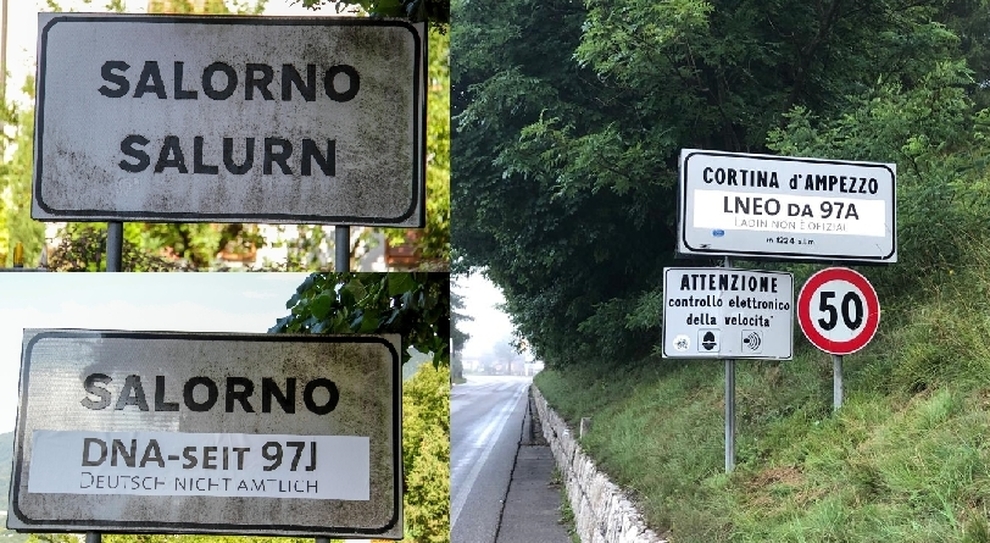 SALORNO
SALURN
SALORNO
DNA-SEIT 97J
DEUTSCH NICHT AMTLICH
CORTINA d'AMPEZZO
LNEO DA 97A
LADIN NON È OFIZIAL
m 1224 s.l.m.
ATTENZIONE
controllo elettronico
della velocita'
50